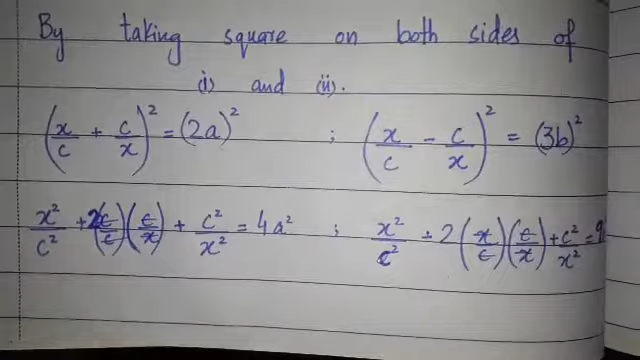 By taking square on both sides of
(i) and (ii).
(x/c + c/x)² = (2a)² ; (x/c - c/x)² = (3b)²
x²/c² + 2(x/c)(c/x) + c²/x² = 4a² ; x²/c² - 2(x/c)(c/x) + c²/x² = 9